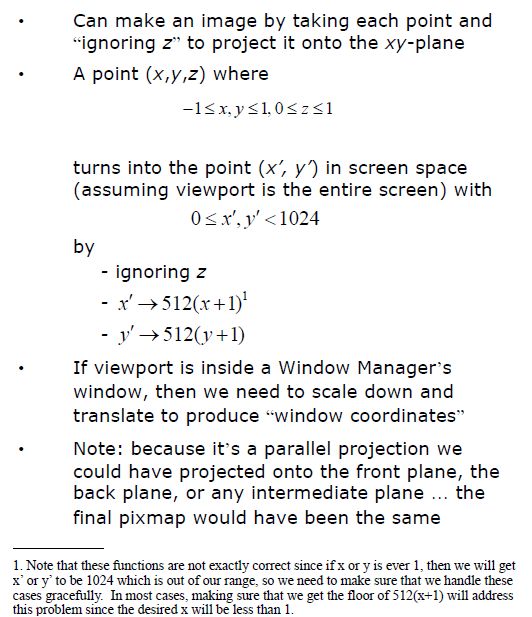 • Can make an image by taking each point and
“ignoring z” to project it onto the xy-plane
• A point (x,y,z) where
−1≤x,y≤1,0≤z≤1
turns into the point (x′, y′) in screen space
(assuming viewport is the entire screen) with
0≤x′,y′<1024
by
- ignoring z
- x′→512(x+1)¹
- y′→512(y+1)
• If viewport is inside a Window Manager’s
window, then we need to scale down and
translate to produce “window coordinates”
• Note: because it’s a parallel projection we
could have projected onto the front plane, the
back plane, or any intermediate plane … the
final pixmap would have been the same
1. Note that these functions are not exactly correct since if x or y is ever 1, then we will get
x’ or y’ to be 1024 which is out of our range, so we need to make sure that we handle these
cases gracefully. In most cases, making sure that we get the floor of 512(x+1) will address
this problem since the desired x will be less than 1.